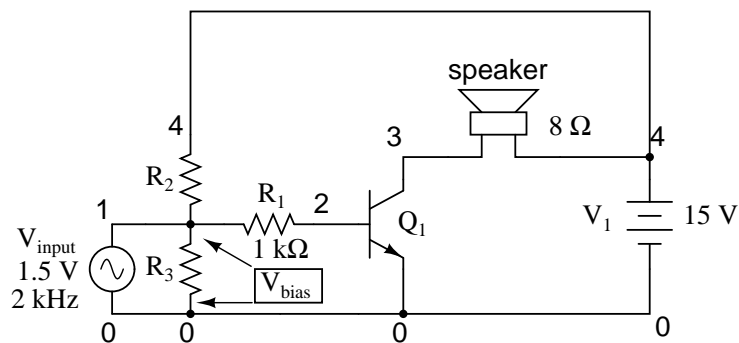 speaker
8 Ω
4
3
4
R2
R1
1
2
Q1
V1
15 V
Vinput
1.5 V
2 kHz
R3
1 kΩ
Vbias
0
0
0
0